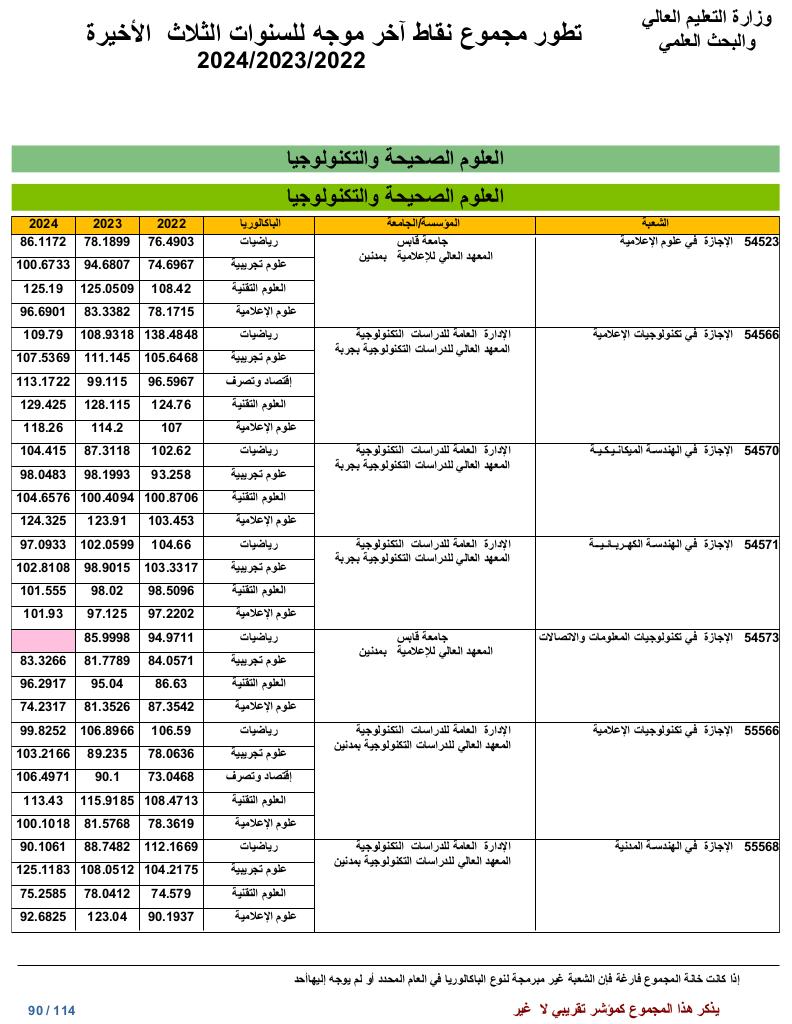 وزارة التعليم العالي
والبحث العلمي
تطور مجموع نقاط آخر موجه للسنوات الثلاث الأخيرة
2024/2023/2022
العلوم الصحيحة والتكنولوجيا
العلوم الصحيحة والتكنولوجيا
الشعبة المؤسسة/الجامعة الباكالوريا 2022 2023 2024
54523 الإجازة في علوم الإعلامية جامعة قابس رياضيات 76.4903 78.1899 86.1172
المعهد العالي للإعلامية بمدنين علوم تجريبية 74.6967 94.6807 100.6733
العلوم التقنية 108.42 125.0509 125.19
علوم الإعلامية 78.1715 83.3382 96.6901
54566 الإجازة في تكنولوجيات الإعلامية الإدارة العامة للدراسات التكنولوجية رياضيات 138.4848 108.9318 109.79
المعهد العالي للدراسات التكنولوجية بجربة علوم تجريبية 105.6468 111.145 107.5369
إقتصاد وتصرف 96.5967 99.115 113.1722
العلوم التقنية 124.76 128.115 129.425
علوم الإعلامية 107 114.2 118.26
54570 الإجازة في الهندسة الميكانيكية الإدارة العامة للدراسات التكنولوجية رياضيات 102.62 87.3118 104.415
المعهد العالي للدراسات التكنولوجية بجربة علوم تجريبية 93.258 98.1993 98.0483
العلوم التقنية 100.8706 100.4094 104.6576
علوم الإعلامية 103.453 123.91 124.325
54571 الإجازة في الهندسة الكهربائية الإدارة العامة للدراسات التكنولوجية رياضيات 104.66 102.0599 97.0933
المعهد العالي للدراسات التكنولوجية بجربة علوم تجريبية 103.3317 98.9015 102.8108
العلوم التقنية 98.5096 98.02 101.555
علوم الإعلامية 97.2202 97.125 101.93
54573 الإجازة في تكنولوجيات المعلومات والاتصالات جامعة قابس رياضيات 94.9711 85.9998
المعهد العالي للإعلامية بمدنين علوم تجريبية 84.0571 81.7789 83.3266
العلوم التقنية 86.63 95.04 96.2917
علوم الإعلامية 87.3542 81.3526 74.2317
55566 الإجازة في تكنولوجيات الإعلامية الإدارة العامة للدراسات التكنولوجية رياضيات 106.59 106.8966 99.8252
المعهد العالي للدراسات التكنولوجية بمدنين علوم تجريبية 78.0636 89.235 103.2166
إقتصاد وتصرف 73.0468 90.1 106.4971
العلوم التقنية 108.4713 115.9185 113.43
علوم الإعلامية 78.3619 81.5768 100.1018
55568 الإجازة في الهندسة المدنية الإدارة العامة للدراسات التكنولوجية رياضيات 112.1669 88.7482 90.1061
المعهد العالي للدراسات التكنولوجية بمدنين علوم تجريبية 104.2175 108.0512 125.1183
العلوم التقنية 74.579 78.0412 75.2585
علوم الإعلامية 90.1937 123.04 92.6825
إذا كانت خانة المجموع فارغة فإن الشعبة غير مبرمجة لنوع الباكالوريا في العام المحدد أو لم يوجه إليهاأحد
يذكر هذا المجموع كمؤشر تقريبي لا غير
90 / 114